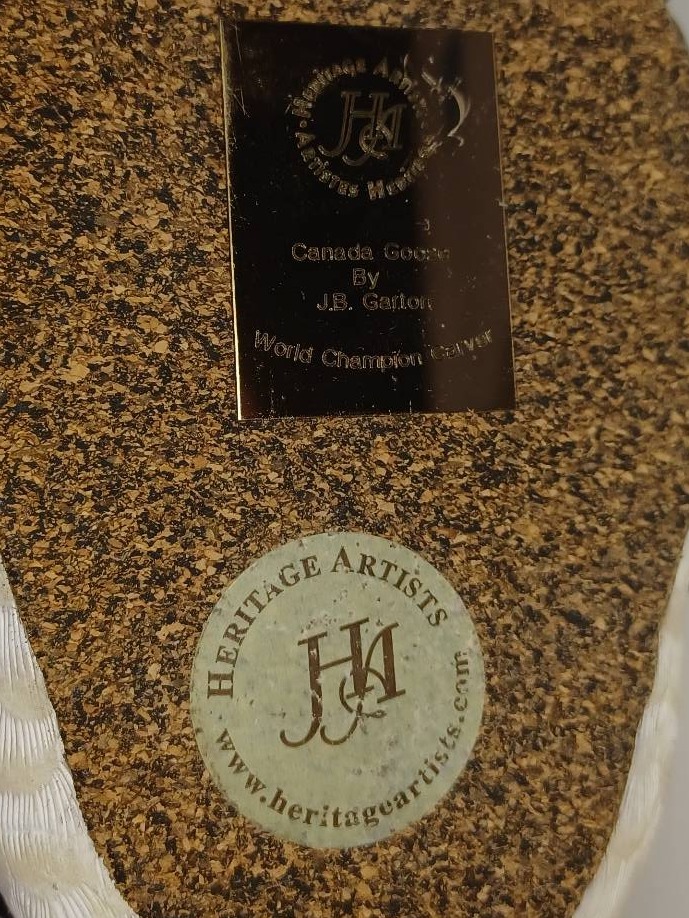 Heritage Artists
HA
Artistes Heritage
Canada Goose
By
J.B. Garton
World Champion Carver
HERITAGE ARTISTS
HA
www.heritageartists.com